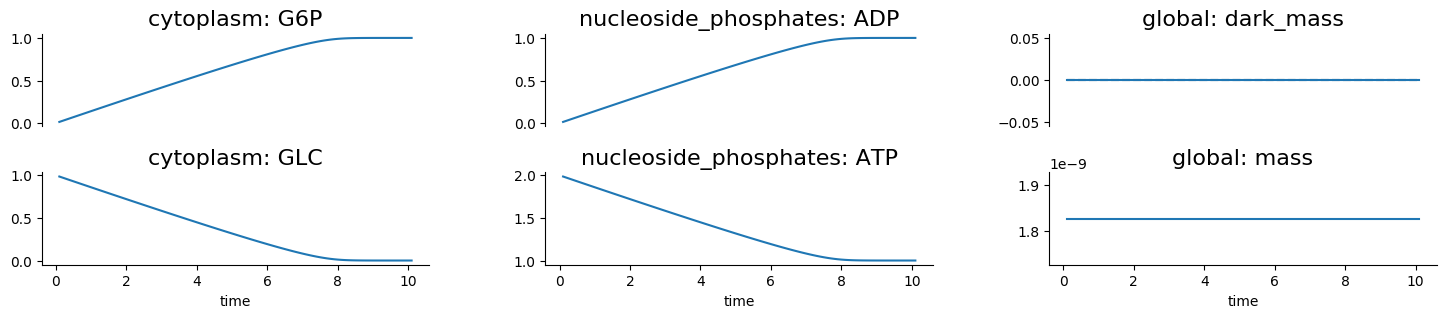 cytoplasm: G6P
nucleoside_phosphates: ADP
global: dark_mass
1.0
0.5
0.0
1.0
0.5
0.0
0.05
0.00
−0.05
cytoplasm: GLC
nucleoside_phosphates: ATP
global: mass
1e−9
1.0
0.5
0.0
2.0
1.5
1.0
1.9
1.8
0 2 4 6 8 10
0 2 4 6 8 10
0 2 4 6 8 10
time
time
time